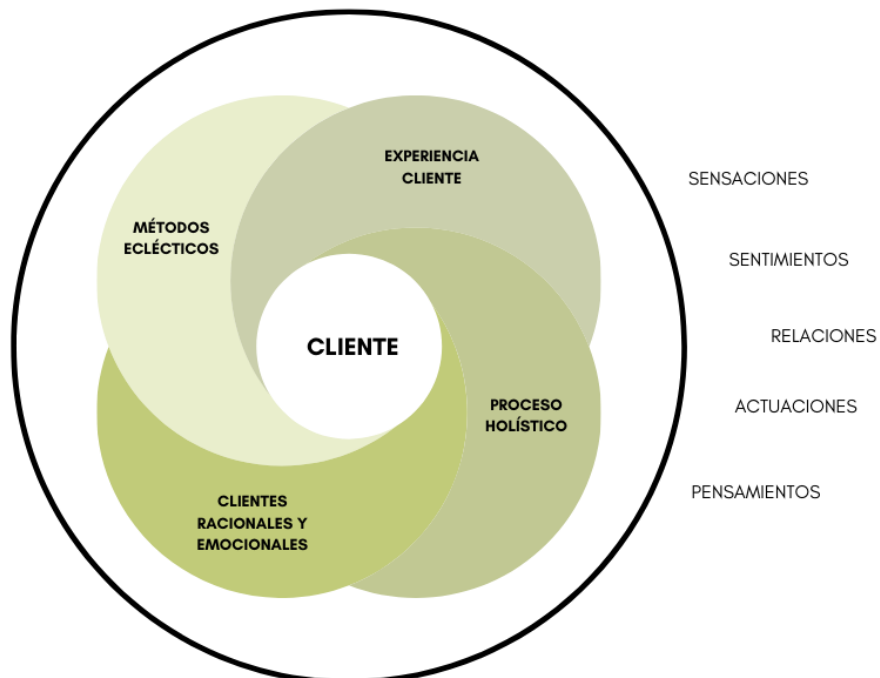 EXPERIENCIA
CLIENTE
MÉTODOS
ECLÉCTICOS
CLIENTE
PROCESO
HOLÍSTICO
CLIENTES
RACIONALES Y
EMOCIONALES
SENSACIONES
SENTIMIENTOS
RELACIONES
ACTUACIONES
PENSAMIENTOS